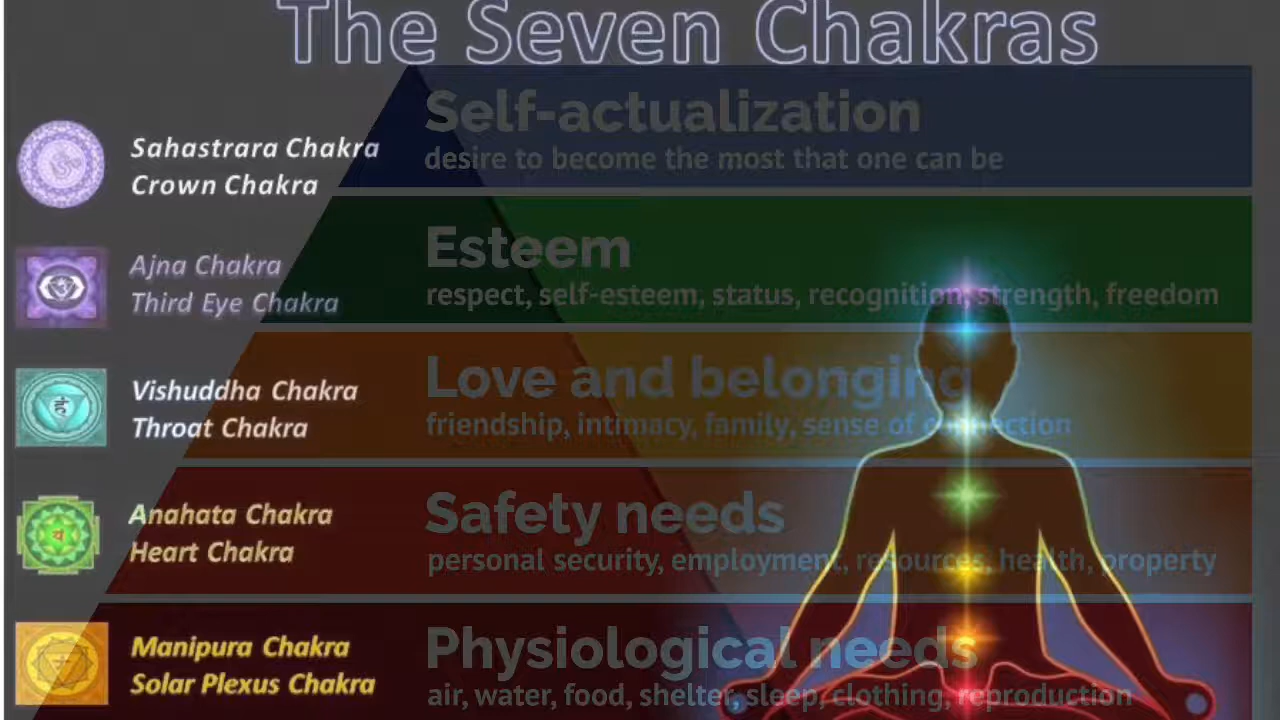 The Seven Chakras
Self-actualization
desire to become the most that one can be
Sahastrara Chakra
Crown Chakra
Esteem
respect, self-esteem, status, recognition, strength, freedom
Ajna Chakra
Third Eye Chakra
Love and belonging
friendship, intimacy, family, sense of connection
Vishuddha Chakra
Throat Chakra
Safety needs
personal security, employment, resources, health, property
Anahata Chakra
Heart Chakra
Physiological needs
air, water, food, shelter, sleep, clothing, reproduction
Manipura Chakra
Solar Plexus Chakra